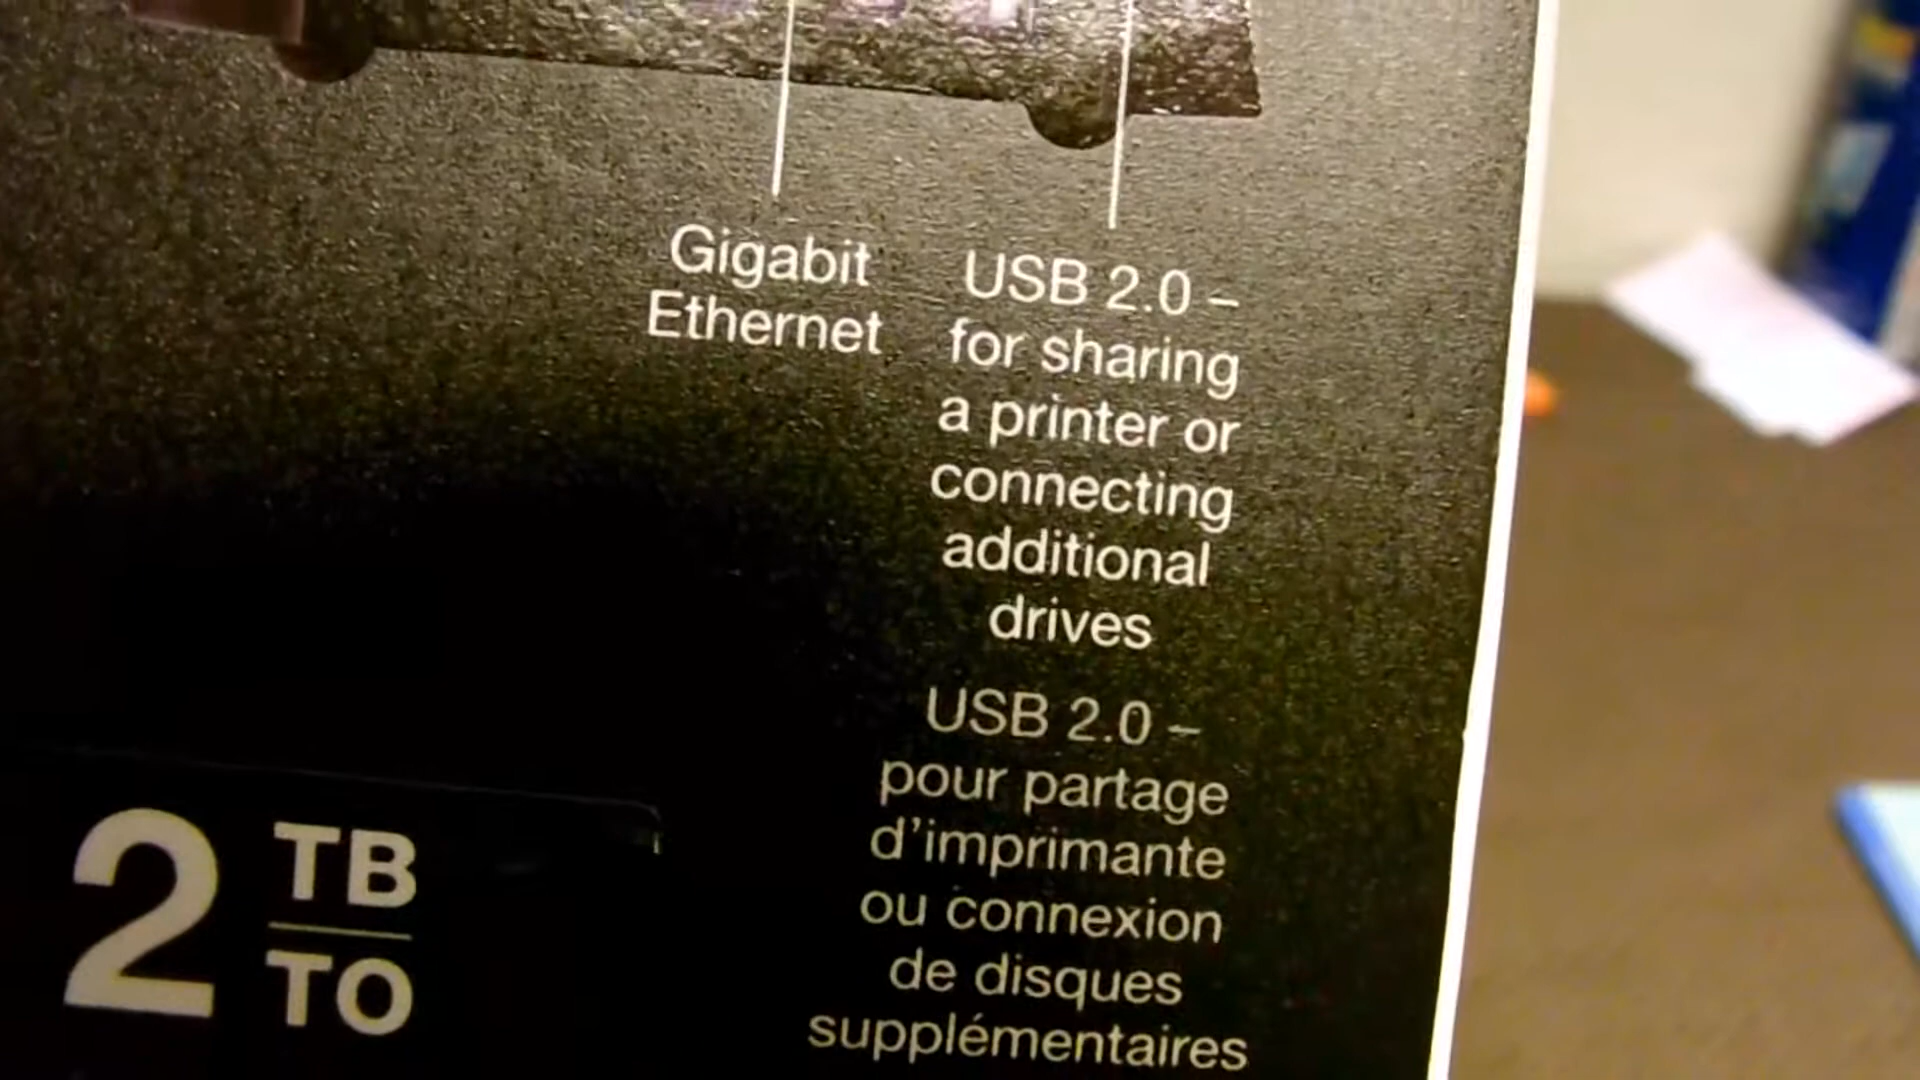 Gigabit
Ethernet
USB 2.0 –
for sharing
a printer or
connecting
additional
drives
USB 2.0 –
pour partage
d'imprimante
ou connexion
de disques
supplémentaires
2 TB
TO